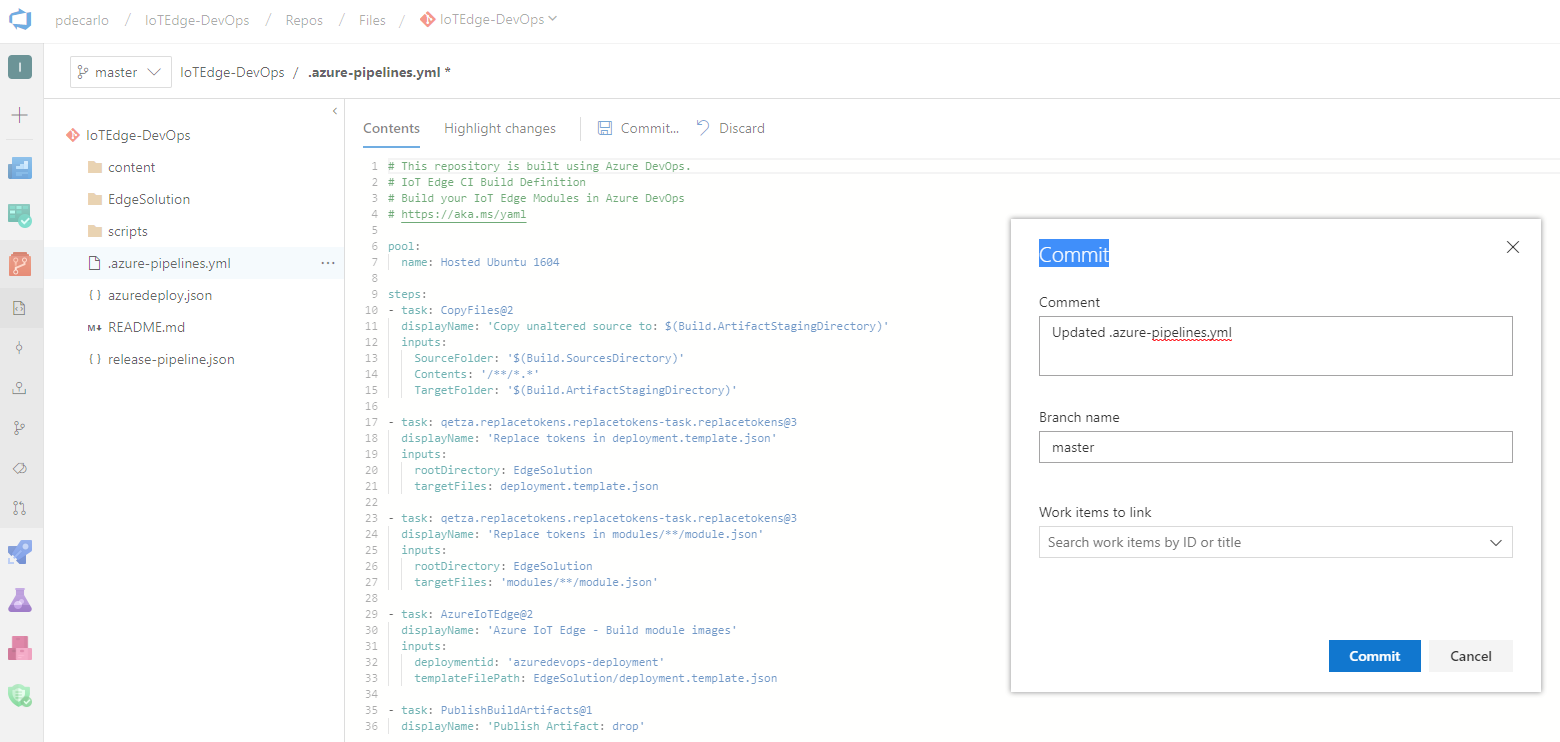 pdecarlo / IoTEdge-DevOps / Repos / Files / IoTEdge-DevOps
I
master
IoTEdge-DevOps / .azure-pipelines.yml *
IoTEdge-DevOps
content
EdgeSolution
scripts
.azure-pipelines.yml ...
{ } azuredeploy.json
M↓ README.md
{ } release-pipeline.json
Contents
Highlight changes
Commit...
Discard
1 # This repository is built using Azure DevOps.
2 # IoT Edge CI Build Definition
3 # Build your IoT Edge Modules in Azure DevOps
4 # https://aka.ms/yaml
5
6 pool:
7   name: Hosted Ubuntu 1604
8
9 steps:
10 - task: CopyFiles@2
11   displayName: 'Copy unaltered source to: $(Build.ArtifactStagingDirectory)'
12   inputs:
13     SourceFolder: '$(Build.SourcesDirectory)'
14     Contents: '/**/*.*'
15     TargetFolder: '$(Build.ArtifactStagingDirectory)'
16
17 - task: qetza.replacetokens.replacetokens-task.replacetokens@3
18   displayName: 'Replace tokens in deployment.template.json'
19   inputs:
20     rootDirectory: EdgeSolution
21     targetFiles: deployment.template.json
22
23 - task: qetza.replacetokens.replacetokens-task.replacetokens@3
24   displayName: 'Replace tokens in modules/**/module.json'
25   inputs:
26     rootDirectory: EdgeSolution
27     targetFiles: 'modules/**/module.json'
28
29 - task: AzureIoTEdge@2
30   displayName: 'Azure IoT Edge - Build module images'
31   inputs:
32     deploymentid: 'azuredevops-deployment'
33     templateFilePath: EdgeSolution/deployment.template.json
34
35 - task: PublishBuildArtifacts@1
36   displayName: 'Publish Artifact: drop'
Commit
Comment
Updated .azure-pipelines.yml
Branch name
master
Work items to link
Search work items by ID or title
Commit
Cancel